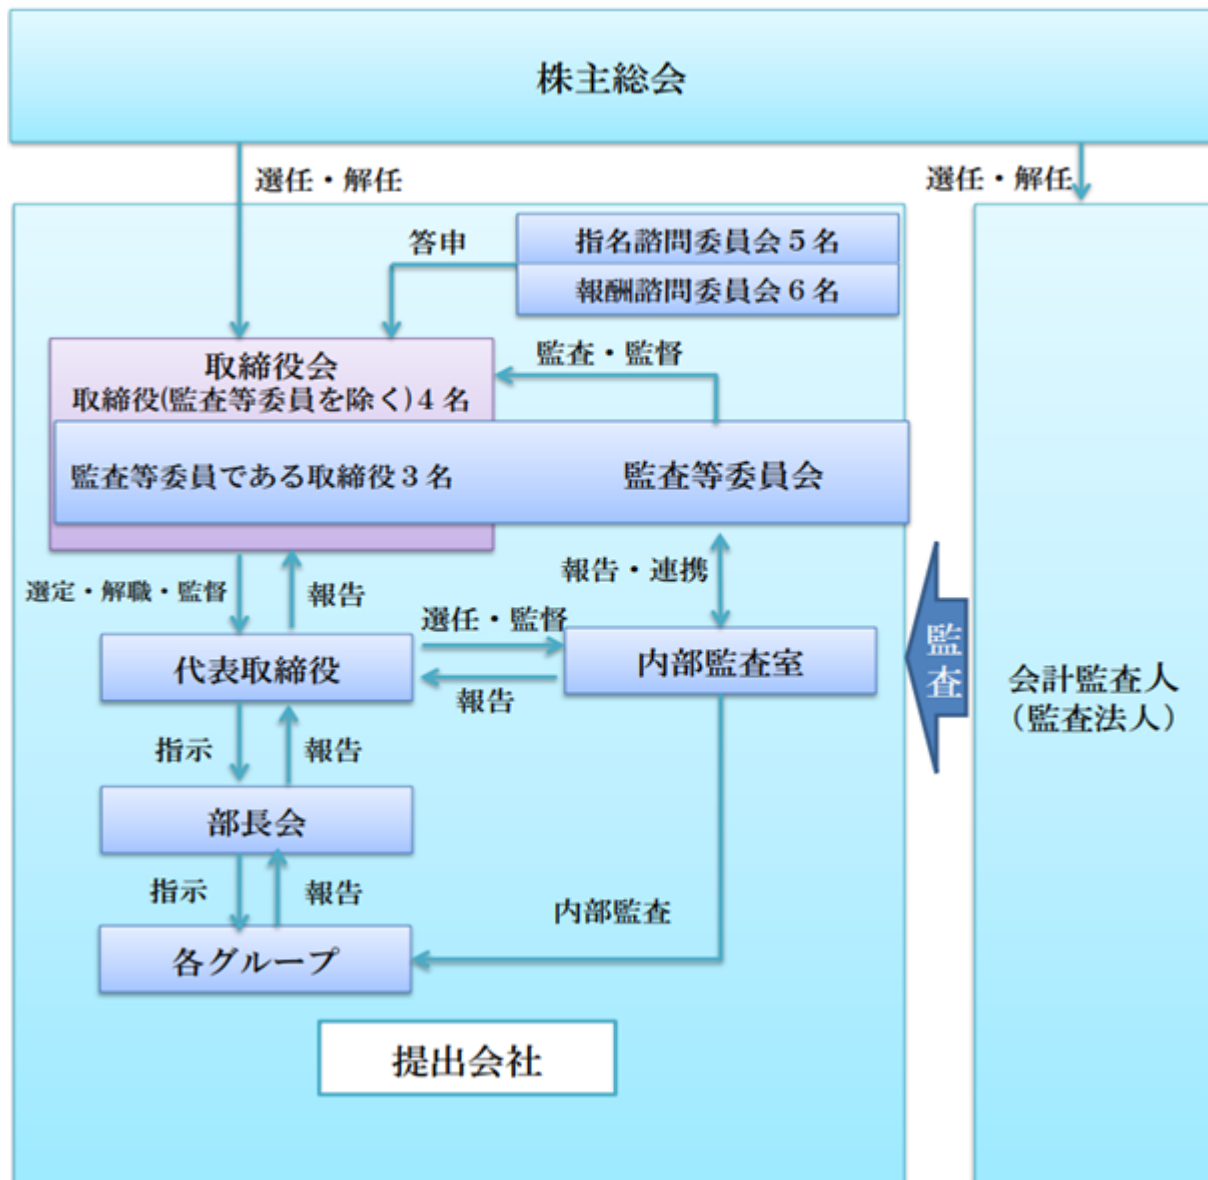 株主総会
選任・解任
選任・解任
答申
指名諮問委員会5名
報酬諮問委員会6名
取締役会
取締役(監査等委員を除く)4名
監査・監督
監査等委員である取締役3名
監査等委員会
選定・解職・監督
報告
報告・連携
選任・監督
代表取締役
内部監査室
報告
監査
会計監査人
（監査法人）
指示
報告
部長会
指示
報告
内部監査
各グループ
提出会社